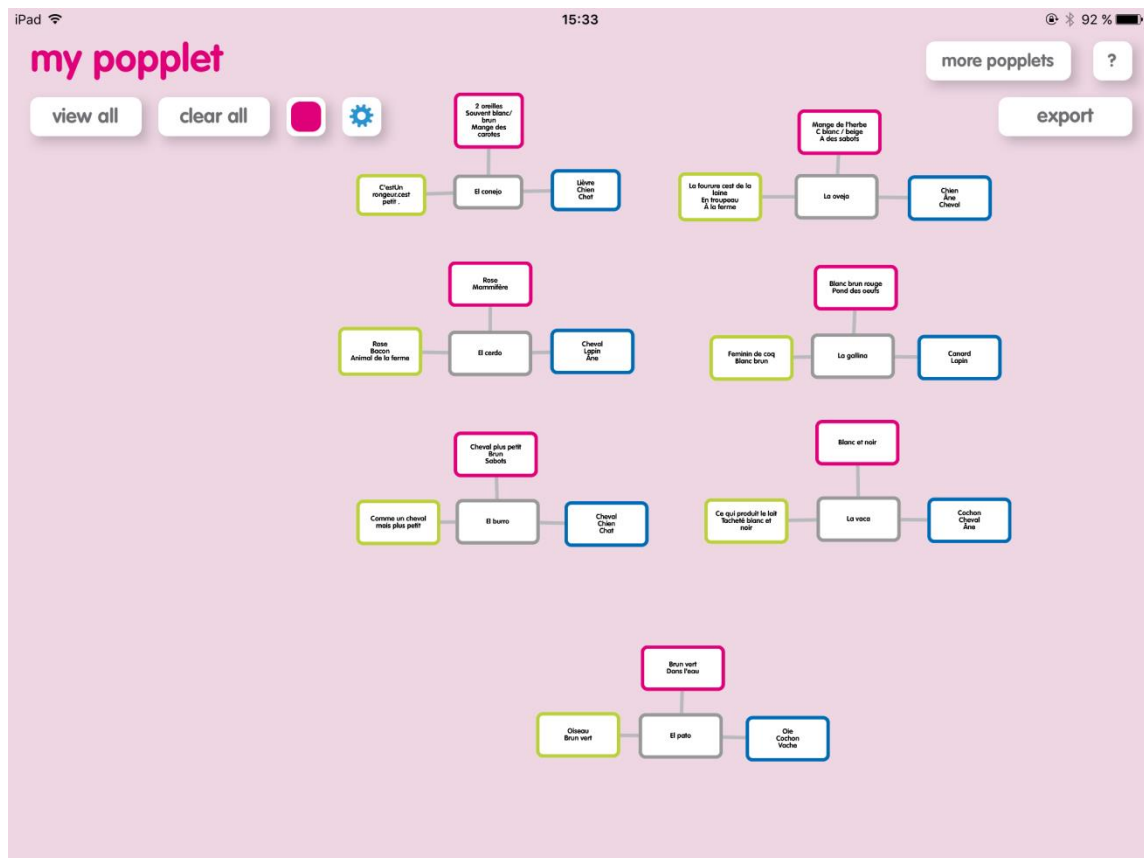 iPad
15:33
92 %
my popplet
more popplets
?
view all
clear all
export
2 oreilles
Souvent blanc/
brun
Mange des
carotes
C'estUn
rongeur.cest
petit .
El conejo
Lièvre
Chien
Chat
Mange de l'herbe
C blanc / beige
A des sabots
La fourure cest de la
laine
En troupeau
À la ferme
La oveja
Chien
Âne
Cheval
Rose
Mammifère
Rose
Bacon
Animal de la ferme
El cerdo
Cheval
Lapin
Âne
Blanc brun rouge
Pond des oeufs
Feminin de coq
Blanc brun
La gallina
Canard
Lapin
Cheval plus petit
Brun
Sabots
Comme un cheval
mais plus petit
El burro
Cheval
Chien
Chat
Blanc et noir
Ce qui produit le lait
Tacheté blanc et
noir
La vaca
Cochon
Cheval
Âne
Brun vert
Dans l'eau
Oiseau
Brun vert
El pato
Oie
Cochon
Vache